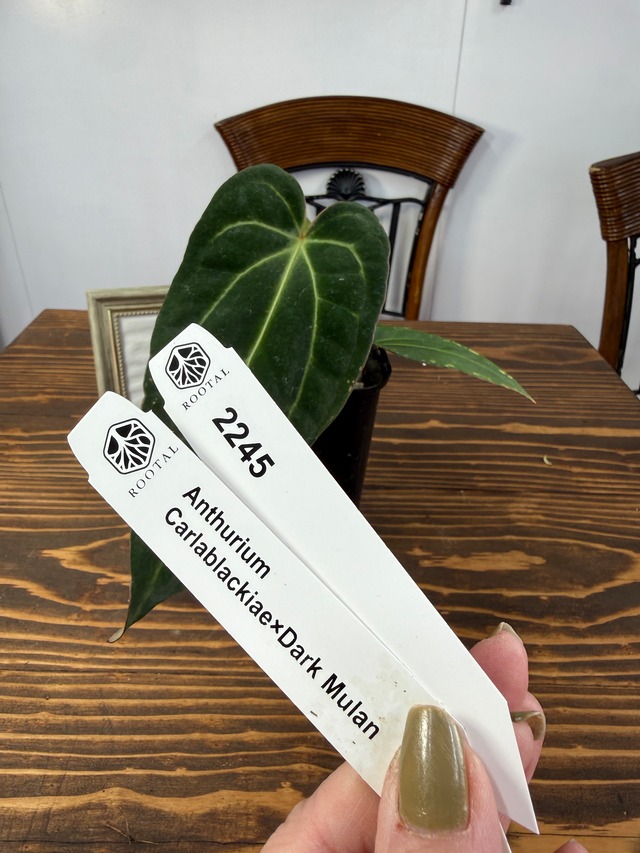 ROOTAL
2245
ROOTAL
Anthurium
Carlablackiae×Dark Mulan